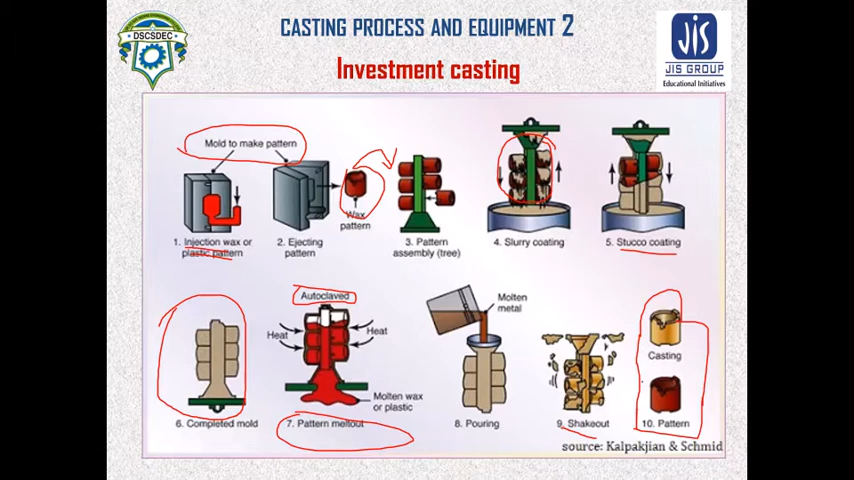 CASTING PROCESS AND EQUIPMENT 2
DSCSDEC
JIS
JIS GROUP
Educational Initiatives
Investment casting
Mold to make pattern
Wax
pattern
1. Injection wax or
plastic pattern
2. Ejecting
pattern
3. Pattern
assembly (tree)
4. Slurry coating
5. Stucco coating
Autoclaved
Heat
Heat
Molten wax
or plastic
Molten
metal
Casting
6. Completed mold
7. Pattern meltout
8. Pouring
9. Shakeout
10. Pattern
source: Kalpakjian & Schmid